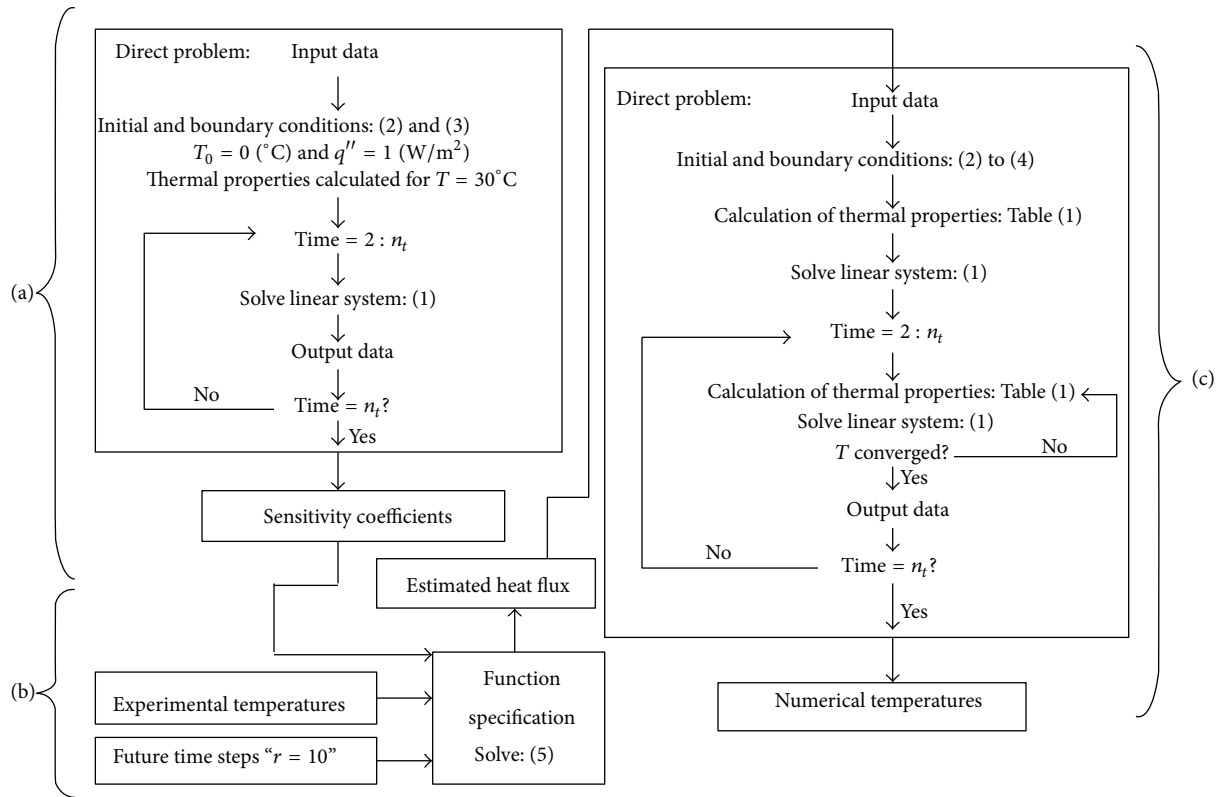 (a)
Direct problem:
Input data
Initial and boundary conditions: (2) and (3)
T₀ = 0 (°C) and q″ = 1 (W/m²)
Thermal properties calculated for T = 30°C
Time = 2 : nₜ
Solve linear system: (1)
Output data
No
Time = nₜ?
Yes
Sensitivity coefficients
(b)
Estimated heat flux
Experimental temperatures
Future time steps “r = 10”
Function
specification
Solve: (5)
(c)
Direct problem:
Input data
Initial and boundary conditions: (2) to (4)
Calculation of thermal properties: Table (1)
Solve linear system: (1)
Time = 2 : nₜ
Calculation of thermal properties: Table (1)
Solve linear system: (1)
T converged?
No
Yes
Output data
No
Time = nₜ?
Yes
Numerical temperatures